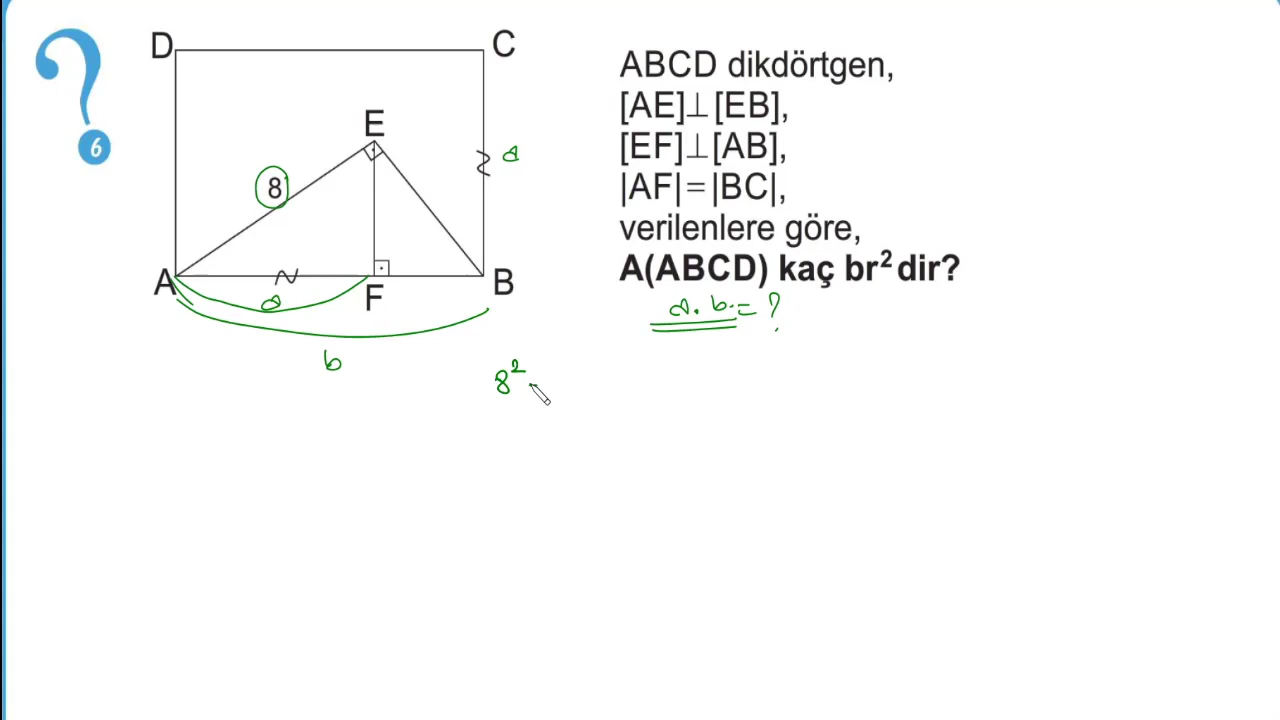 6
D
C
E
8
a
A
F
B
a
b
ABCD dikdörtgen,
[AE]⊥[EB],
[EF]⊥[AB],
|AF|=|BC|,
verilenlere göre,
A(ABCD) kaç br² dir?
a.b.=?
8²